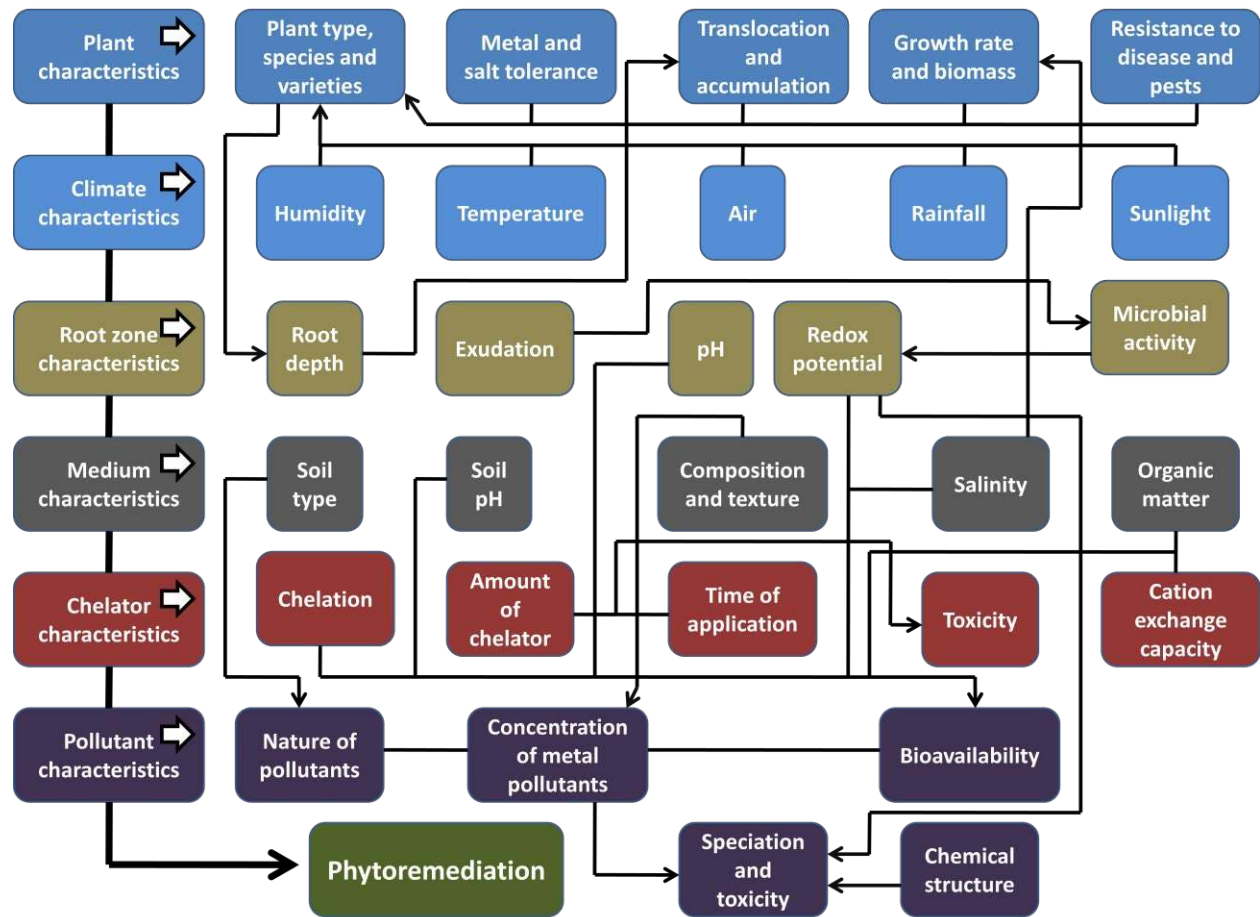 Plant
characteristics
Plant type,
species and
varieties
Metal and
salt tolerance
Translocation
and
accumulation
Growth rate
and biomass
Resistance to
disease and
pests
Climate
characteristics
Humidity
Temperature
Air
Rainfall
Sunlight
Root zone
characteristics
Root
depth
Exudation
pH
Redox
potential
Microbial
activity
Medium
characteristics
Soil
type
Soil
pH
Composition
and texture
Salinity
Organic
matter
Chelator
characteristics
Chelation
Amount
of
chelator
Time of
application
Toxicity
Cation
exchange
capacity
Pollutant
characteristics
Nature of
pollutants
Concentration
of metal
pollutants
Bioavailability
Phytoremediation
Speciation
and
toxicity
Chemical
structure